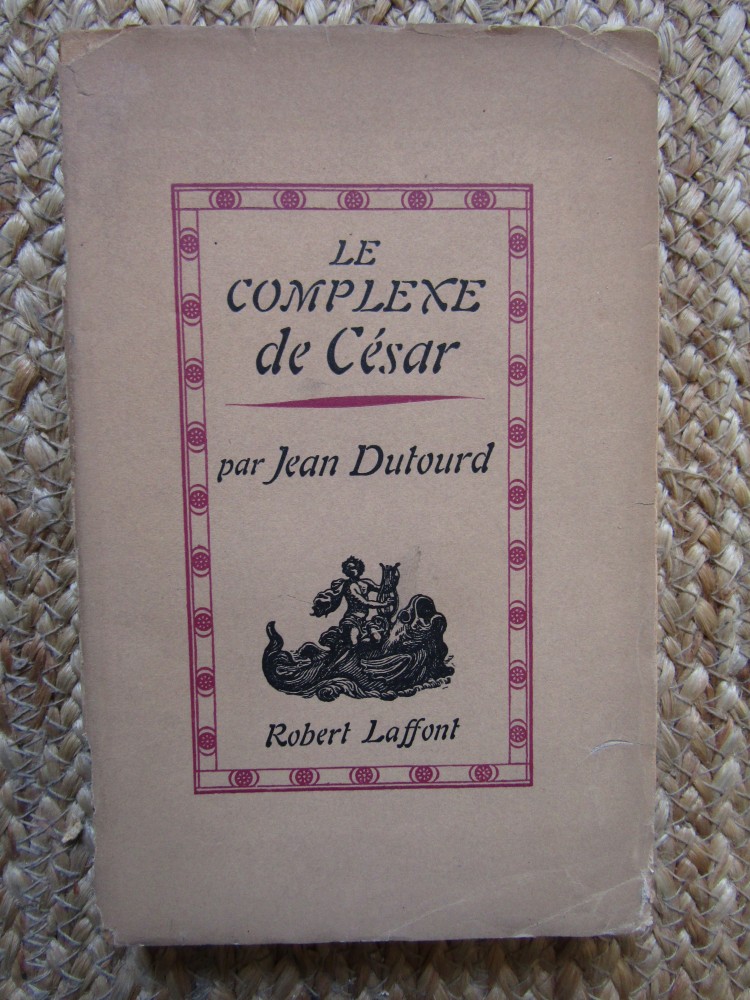 LE
COMPLEXE
de César
par Jean Dutourd
Robert Laffont